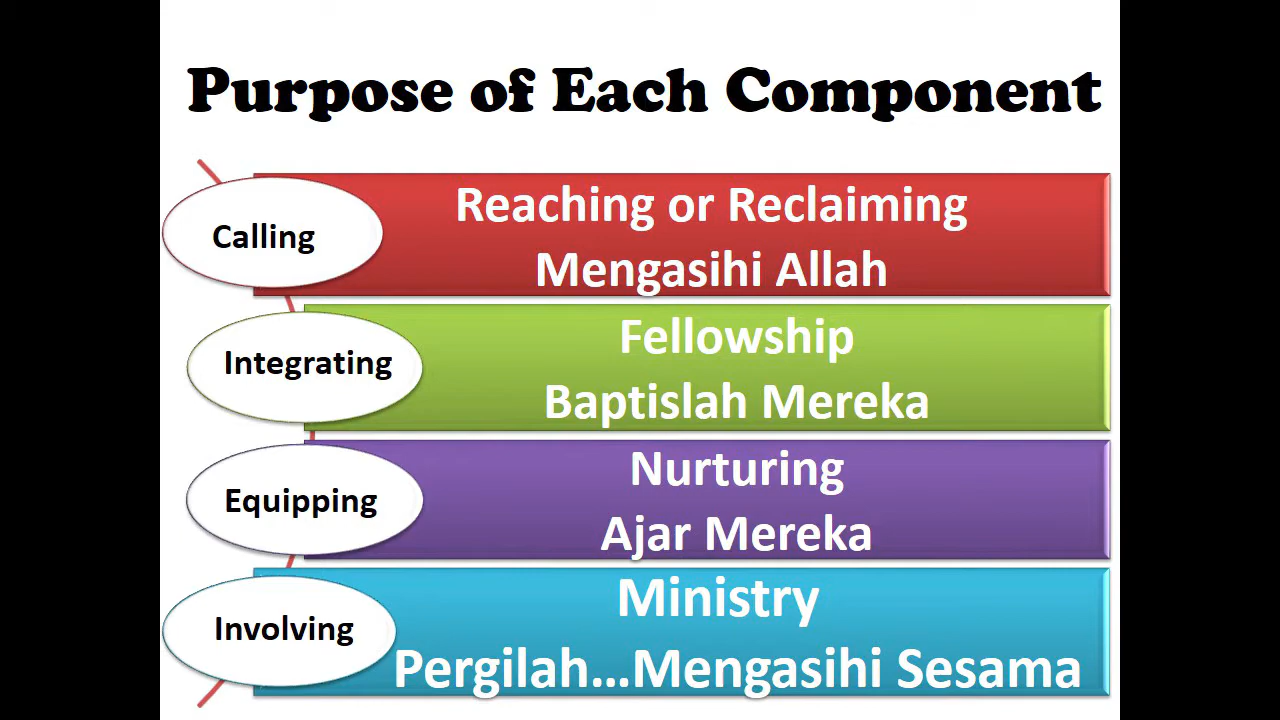 Purpose of Each Component
Calling
Reaching or Reclaiming
Mengasihi Allah
Integrating
Fellowship
Baptislah Mereka
Equipping
Nurturing
Ajar Mereka
Involving
Ministry
Pergilah...Mengasihi Sesama